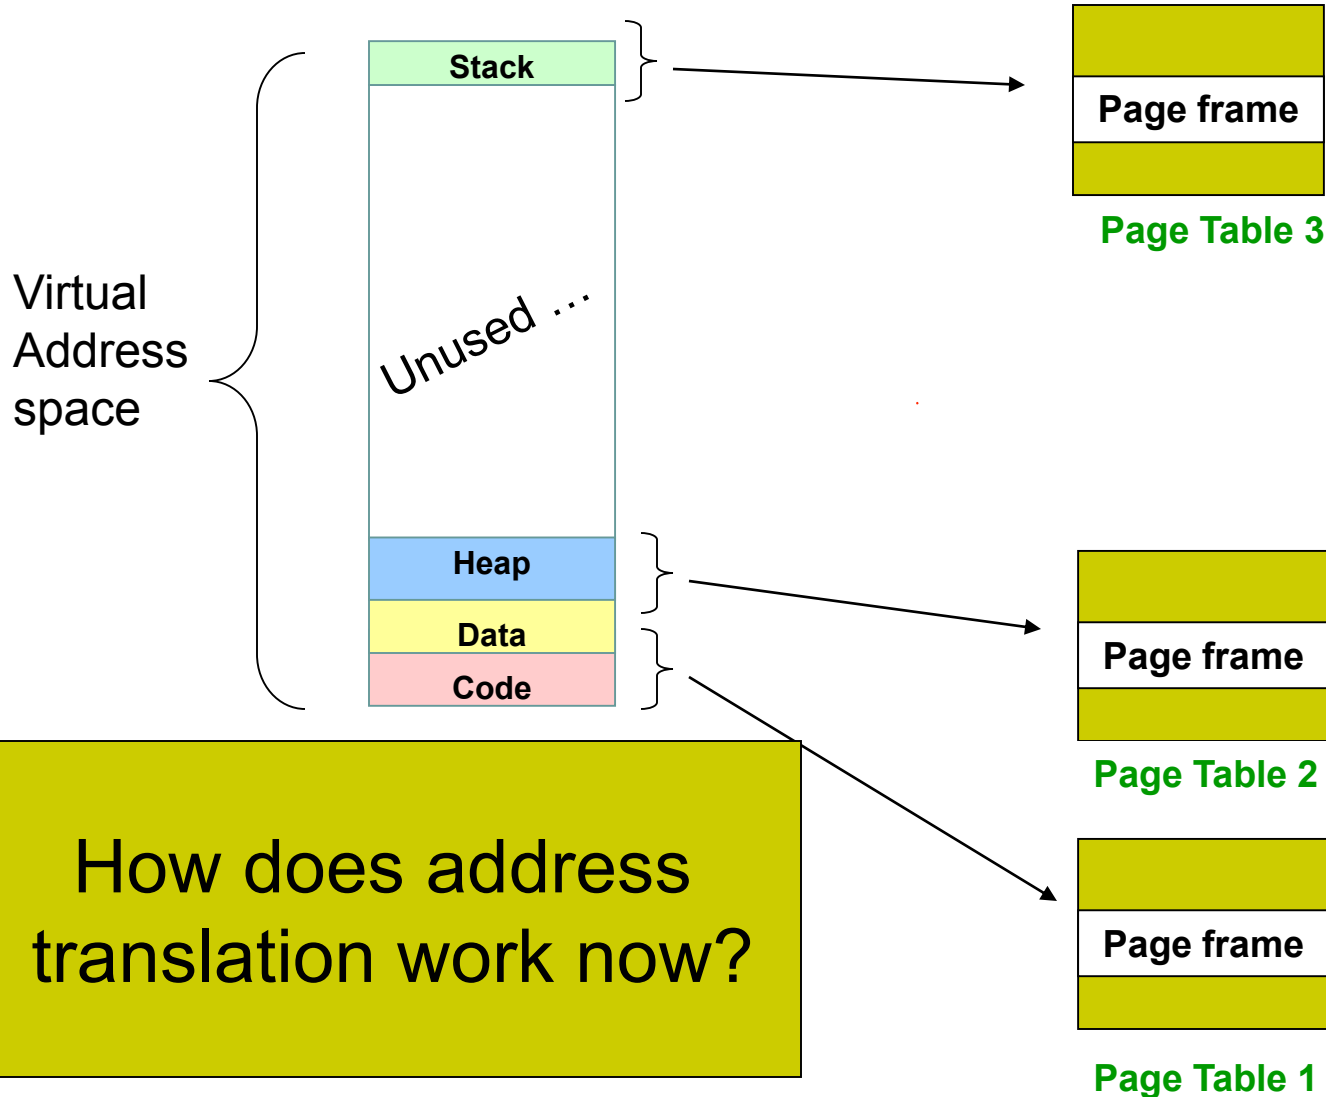 Stack
Page frame
Page Table 3
Virtual
Address
space
Unused …
Heap
Data
Code
Page frame
Page Table 2
How does address
translation work now?
Page frame
Page Table 1